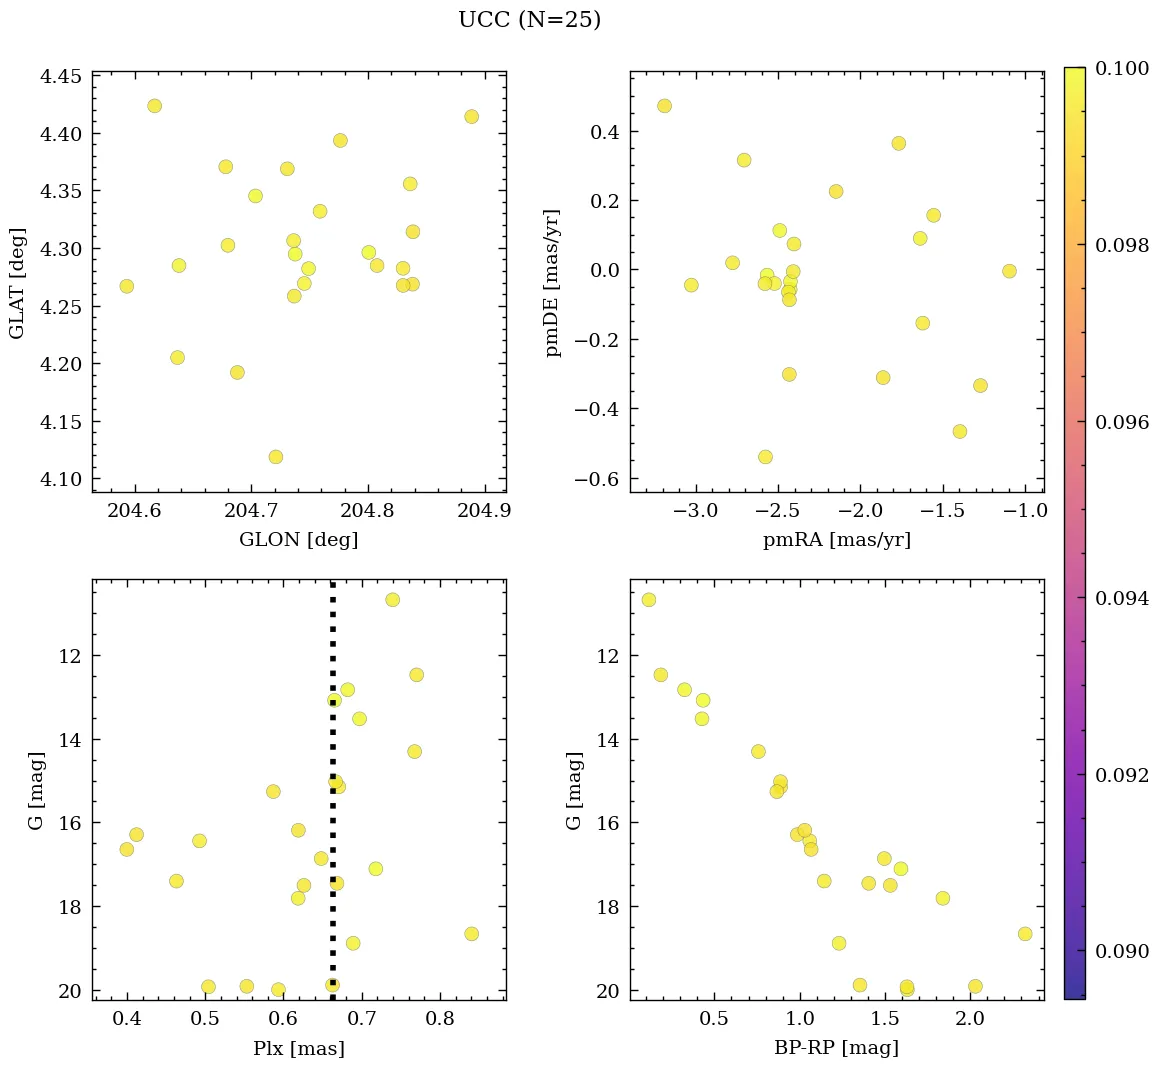 UCC (N=25)
4.45
4.40
4.35
4.30
4.25
4.20
4.15
4.10
GLAT [deg]
204.6 204.7 204.8 204.9
GLON [deg]
0.4
0.2
0.0
−0.2
−0.4
−0.6
pmDE [mas/yr]
−3.0 −2.5 −2.0 −1.5 −1.0
pmRA [mas/yr]
12
14
16
18
20
G [mag]
0.4 0.5 0.6 0.7 0.8
Plx [mas]
12
14
16
18
20
G [mag]
0.5 1.0 1.5 2.0
BP-RP [mag]
0.100
0.098
0.096
0.094
0.092
0.090